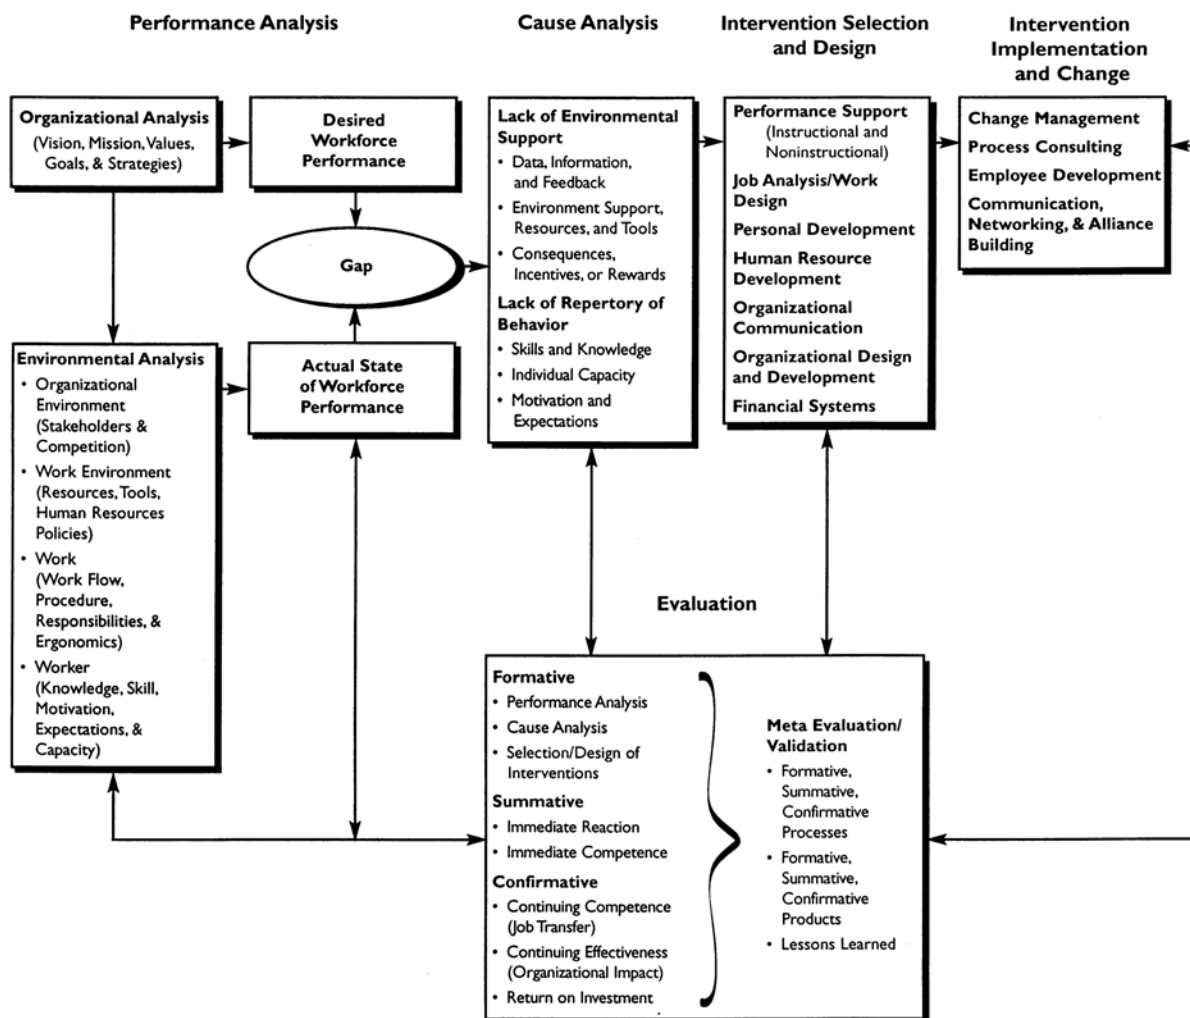 Performance Analysis
Cause Analysis
Intervention Selection
and Design
Intervention
Implementation
and Change
Organizational Analysis
(Vision, Mission, Values,
Goals, & Strategies)
Desired
Workforce
Performance
Gap
Environmental Analysis
• Organizational
Environment
(Stakeholders &
Competition)
• Work Environment
(Resources, Tools,
Human Resources
Policies)
• Work
(Work Flow,
Procedure,
Responsibilities, &
Ergonomics)
• Worker
(Knowledge, Skill,
Motivation,
Expectations, &
Capacity)
Actual State
of Workforce
Performance
Lack of Environmental
Support
• Data, Information,
and Feedback
• Environment Support,
Resources, and Tools
• Consequences,
Incentives, or Rewards
Lack of Repertory of
Behavior
• Skills and Knowledge
• Individual Capacity
• Motivation and
Expectations
Performance Support
(Instructional and
Noninstructional)
Job Analysis/Work
Design
Personal Development
Human Resource
Development
Organizational
Communication
Organizational Design
and Development
Financial Systems
Change Management
Process Consulting
Employee Development
Communication,
Networking, & Alliance
Building
Evaluation
Formative
• Performance Analysis
• Cause Analysis
• Selection/Design of
Interventions
Summative
• Immediate Reaction
• Immediate Competence
Confirmative
• Continuing Competence
(Job Transfer)
• Continuing Effectiveness
(Organizational Impact)
• Return on Investment
Meta Evaluation/
Validation
• Formative,
Summative,
Confirmative
Processes
• Formative,
Summative,
Confirmative
Products
• Lessons Learned